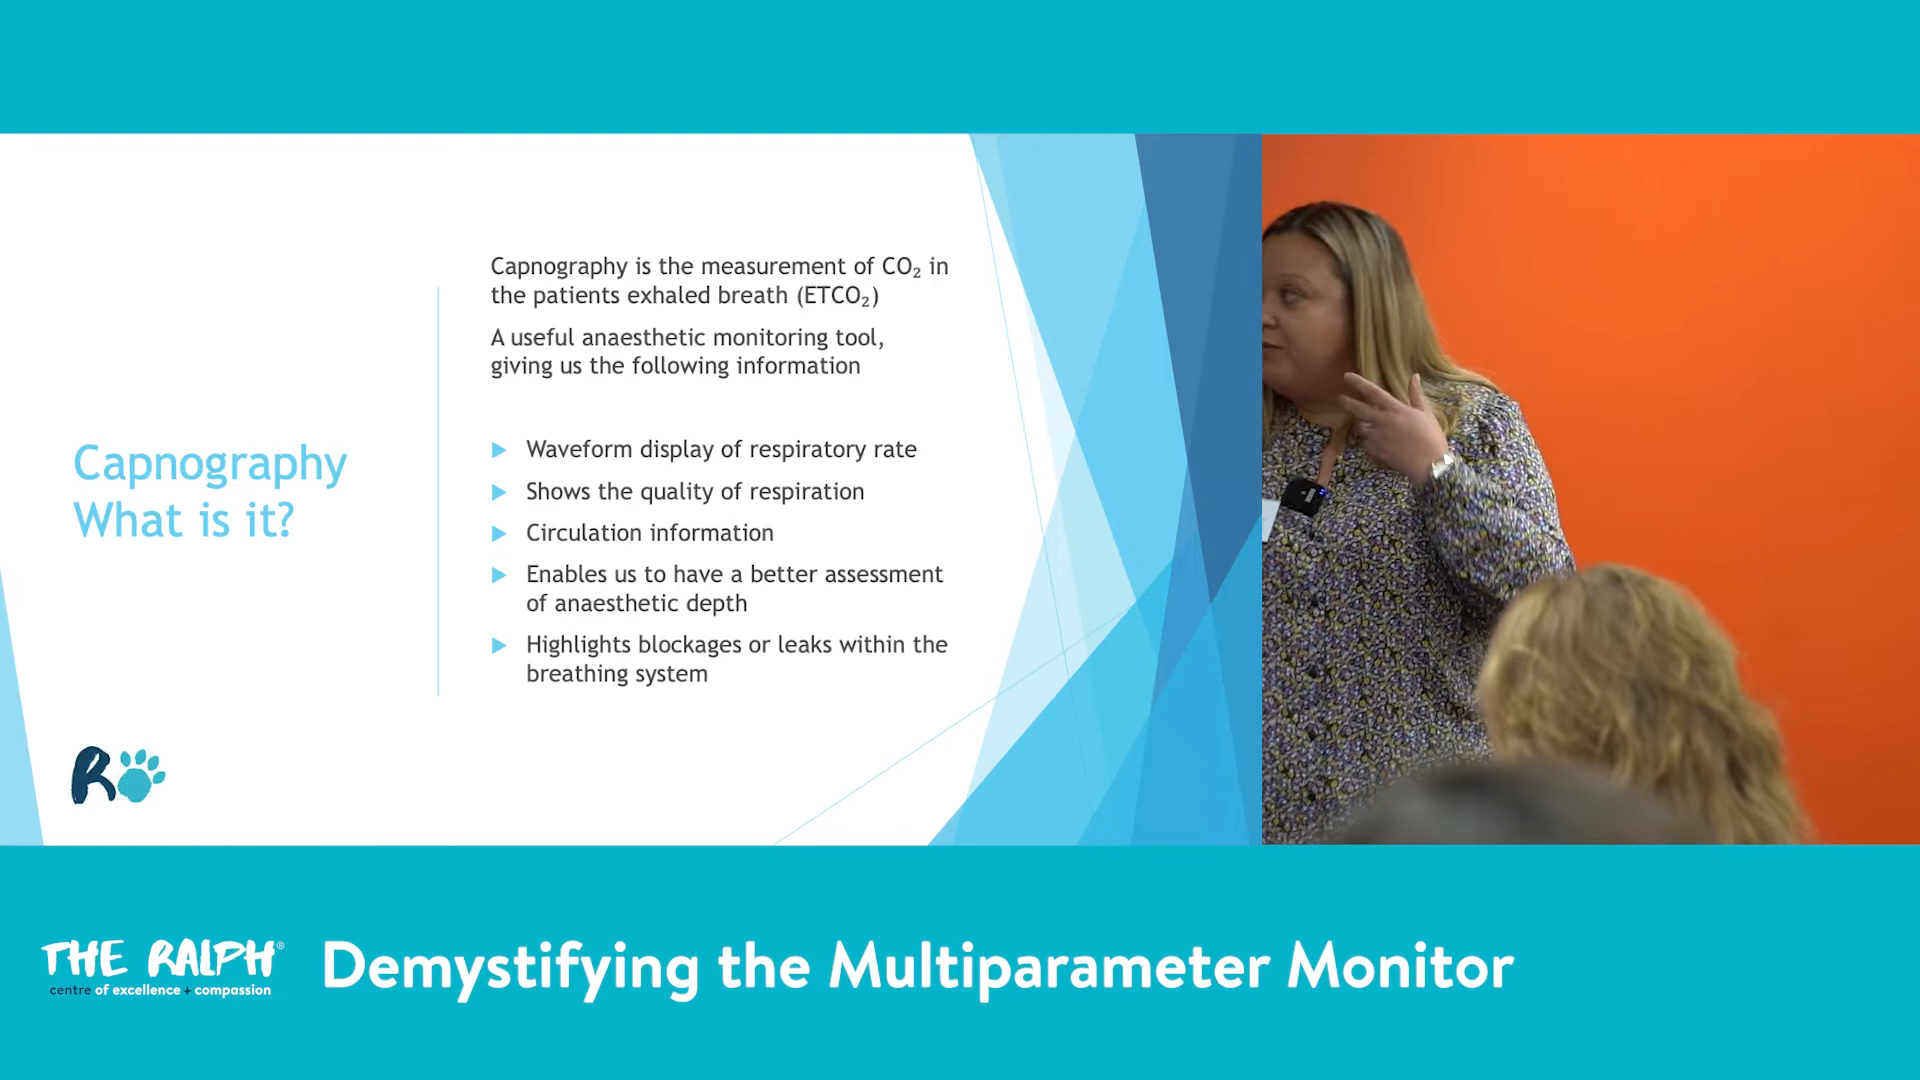 Capnography
What is it?
Capnography is the measurement of CO₂ in
the patients exhaled breath (ETCO₂)
A useful anaesthetic monitoring tool,
giving us the following information
Waveform display of respiratory rate
Shows the quality of respiration
Circulation information
Enables us to have a better assessment
of anaesthetic depth
Highlights blockages or leaks within the
breathing system
R
THE RALPH®
centre of excellence + compassion
Demystifying the Multiparameter Monitor